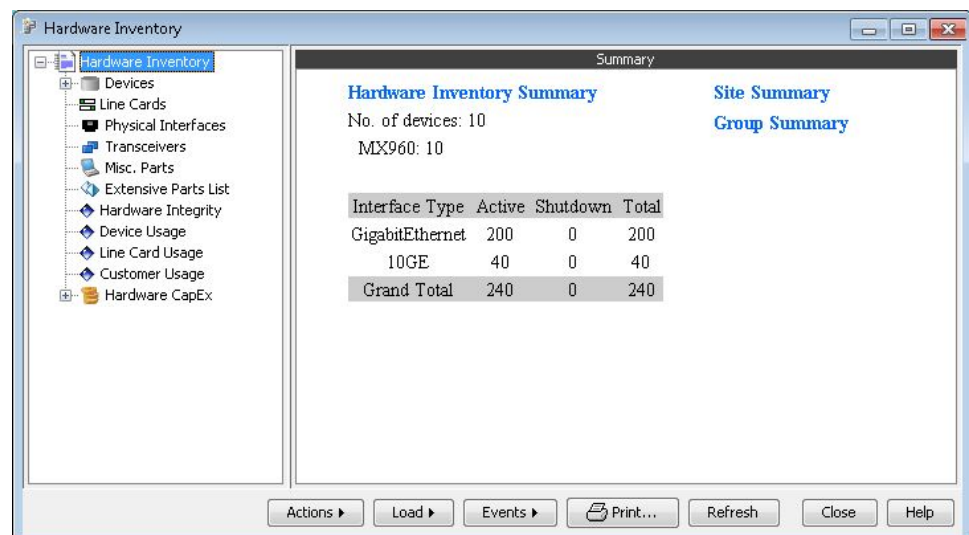 Hardware Inventory
Hardware Inventory
Devices
Line Cards
Physical Interfaces
Transceivers
Misc. Parts
Extensive Parts List
Hardware Integrity
Device Usage
Line Card Usage
Customer Usage
Hardware CapEx
Summary
Hardware Inventory Summary
No. of devices: 10
MX960: 10
Site Summary
Group Summary
Interface Type Active Shutdown Total
GigabitEthernet 200 0 200
10GE 40 0 40
Grand Total 240 0 240
Actions Load Events Print... Refresh Close Help